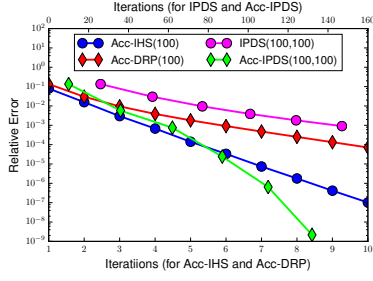 Iterations (for IPDS and Acc-IPDS)
0 20 40 60 80 100 120 140 160
10²
10¹
10⁰
10⁻¹
10⁻²
10⁻³
10⁻⁴
10⁻⁵
10⁻⁶
10⁻⁷
10⁻⁸
10⁻⁹
Relative Error
Acc-IHS(100) IPDS(100,100)
Acc-DRP(100) Acc-IPDS(100,100)
1 2 3 4 5 6 7 8 9 10
Iteratiions (for Acc-IHS and Acc-DRP)